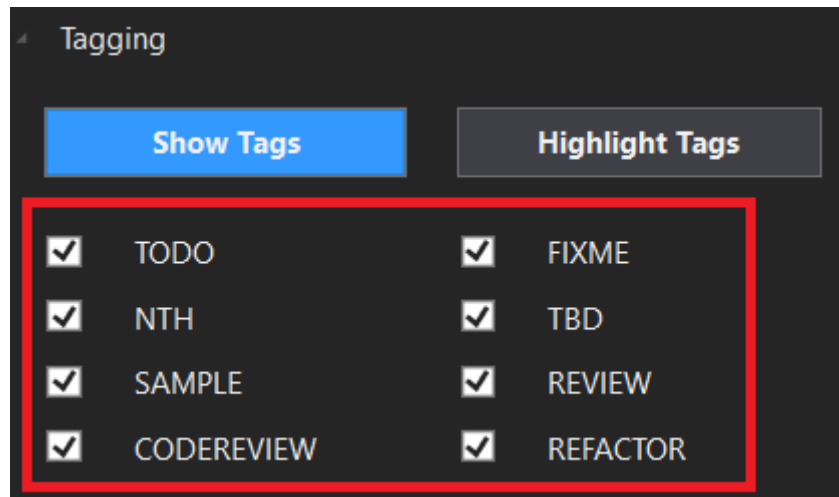 Tagging
Show Tags Highlight Tags
TODO FIXME
NTH TBD
SAMPLE REVIEW
CODEREVIEW REFACTOR